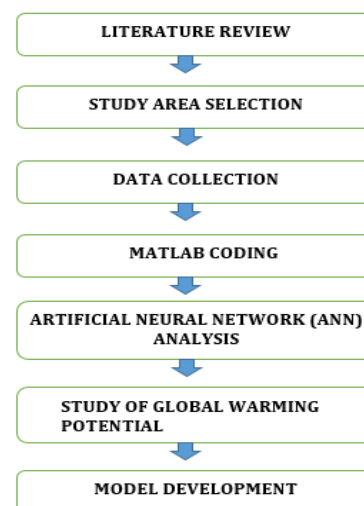 LITERATURE REVIEW
STUDY AREA SELECTION
DATA COLLECTION
MATLAB CODING
ARTIFICIAL NEURAL NETWORK (ANN)
ANALYSIS
STUDY OF GLOBAL WARMING
POTENTIAL
MODEL DEVELOPMENT